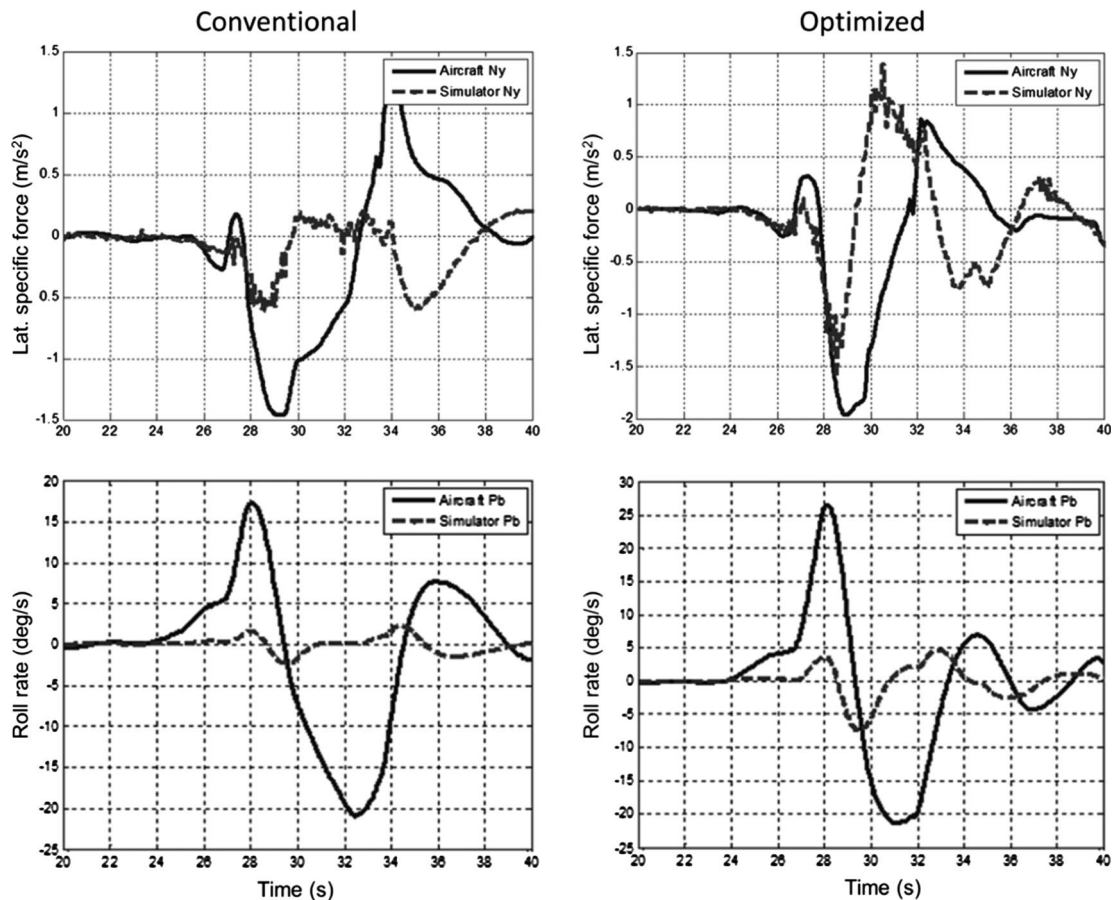 Conventional
Optimized
Lat. specific force (m/s²)
1.5
1
0.5
0
0.5
-1
-1.5
20 22 24 26 28 30 32 34 36 38 40
Aircraft Ny
Simulator Ny
Lat. specific force (m/s²)
1.5
1
0.5
0
-0.5
-1
-1.5
-2
20 22 24 26 28 30 32 34 36 38 40
Aircraft Ny
Simulator Ny
Roll rate (deg/s)
20
15
10
5
0
-5
-10
-15
-20
-25
20 22 24 26 28 30 32 34 36 38 40
Time (s)
Aircraft Pb
Simulator Pb
Roll rate (deg/s)
30
25
20
15
10
5
0
-5
-10
-15
-20
-25
20 22 24 26 28 30 32 34 36 38 40
Time (s)
Aircraft Pb
Simulator Pb